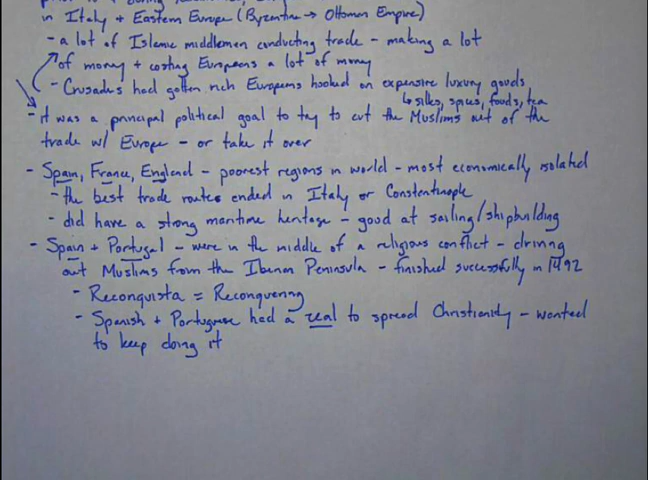 in Italy + Eastern Europe (Byzantine → Ottoman Empire)
- a lot of Islamic middlemen conducting trade - making a lot
of money + costing Europeans a lot of money
- Crusades had gotten rich Europeans hooked on expensive luxury goods
↳ silks, spices, foods, tea
- it was a principal political goal to try to cut the Muslims out of the
trade w/ Europe - or take it over
- Spain, France, England - poorest regions in world - most economically isolated
- the best trade routes ended in Italy or Constantinople
- did have a strong maritime heritage - good at sailing/shipbuilding
- Spain + Portugal - were in the middle of a religious conflict - driving
out Muslims from the Iberian Peninsula - finished successfully in 1492
- Reconquista = Reconquering
- Spanish + Portuguese had a zeal to spread Christianity - wanted
to keep doing it